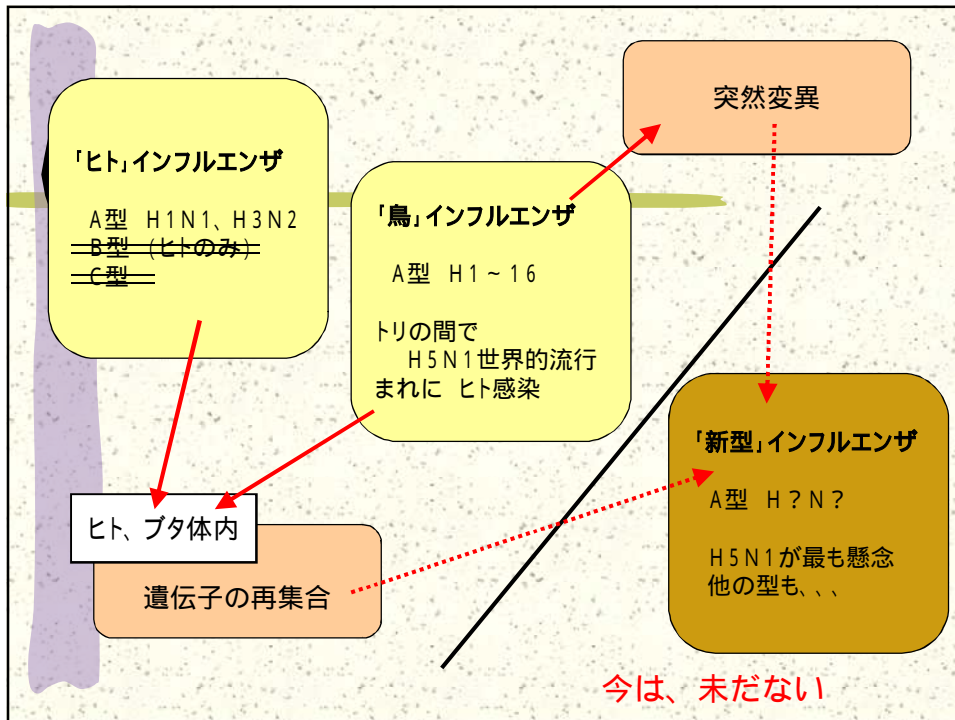 「ヒト」インフルエンザ
A型 H1N1、H3N2
B型 (ヒトのみ)
C型
「鳥」インフルエンザ
A型 H1~16
トリの間で
H5N1世界的流行
まれに ヒト感染
突然変異
ヒト、ブタ体内
遺伝子の再集合
「新型」インフルエンザ
A型 H?N?
H5N1が最も懸念
他の型も、、、
今は、未だない